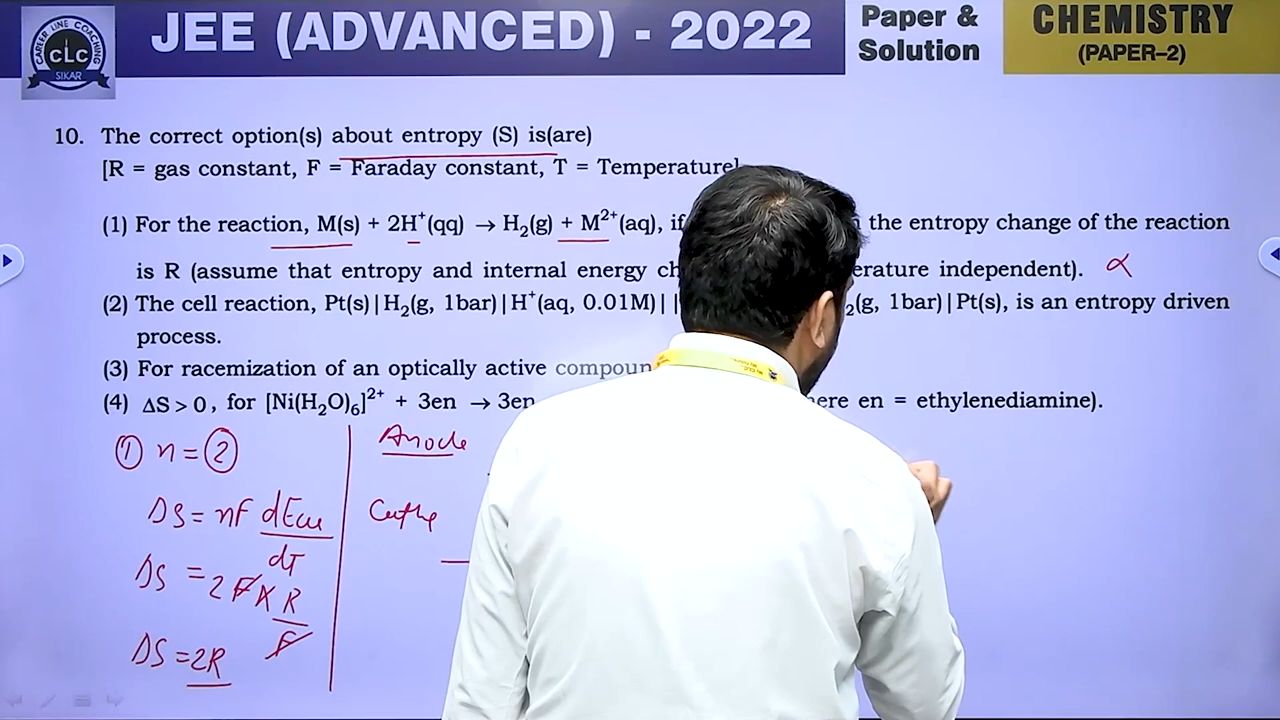 CAREER LINE COACHING
CLC
SIKAR
JEE (ADVANCED) - 2022
Paper &
Solution
CHEMISTRY
(PAPER–2)
10. The correct option(s) about entropy (S) is(are)
[R = gas constant, F = Faraday constant, T = Temperature]
(1) For the reaction, M(s) + 2H⁺(qq) → H₂(g) + M²⁺(aq), if the entropy change of the reaction
is R (assume that entropy and internal energy ch erature independent). α
(2) The cell reaction, Pt(s)|H₂(g, 1bar)|H⁺(aq, 0.01M)|| ₂(g, 1bar)|Pt(s), is an entropy driven
process.
(3) For racemization of an optically active compoun
(4) ΔS > 0, for [Ni(H₂O)₆]²⁺ + 3en → 3en ere en = ethylenediamine).
① n = ②
ΔS = nF dEcell/dT
ΔS = 2F × R/F
ΔS = 2R
Anode